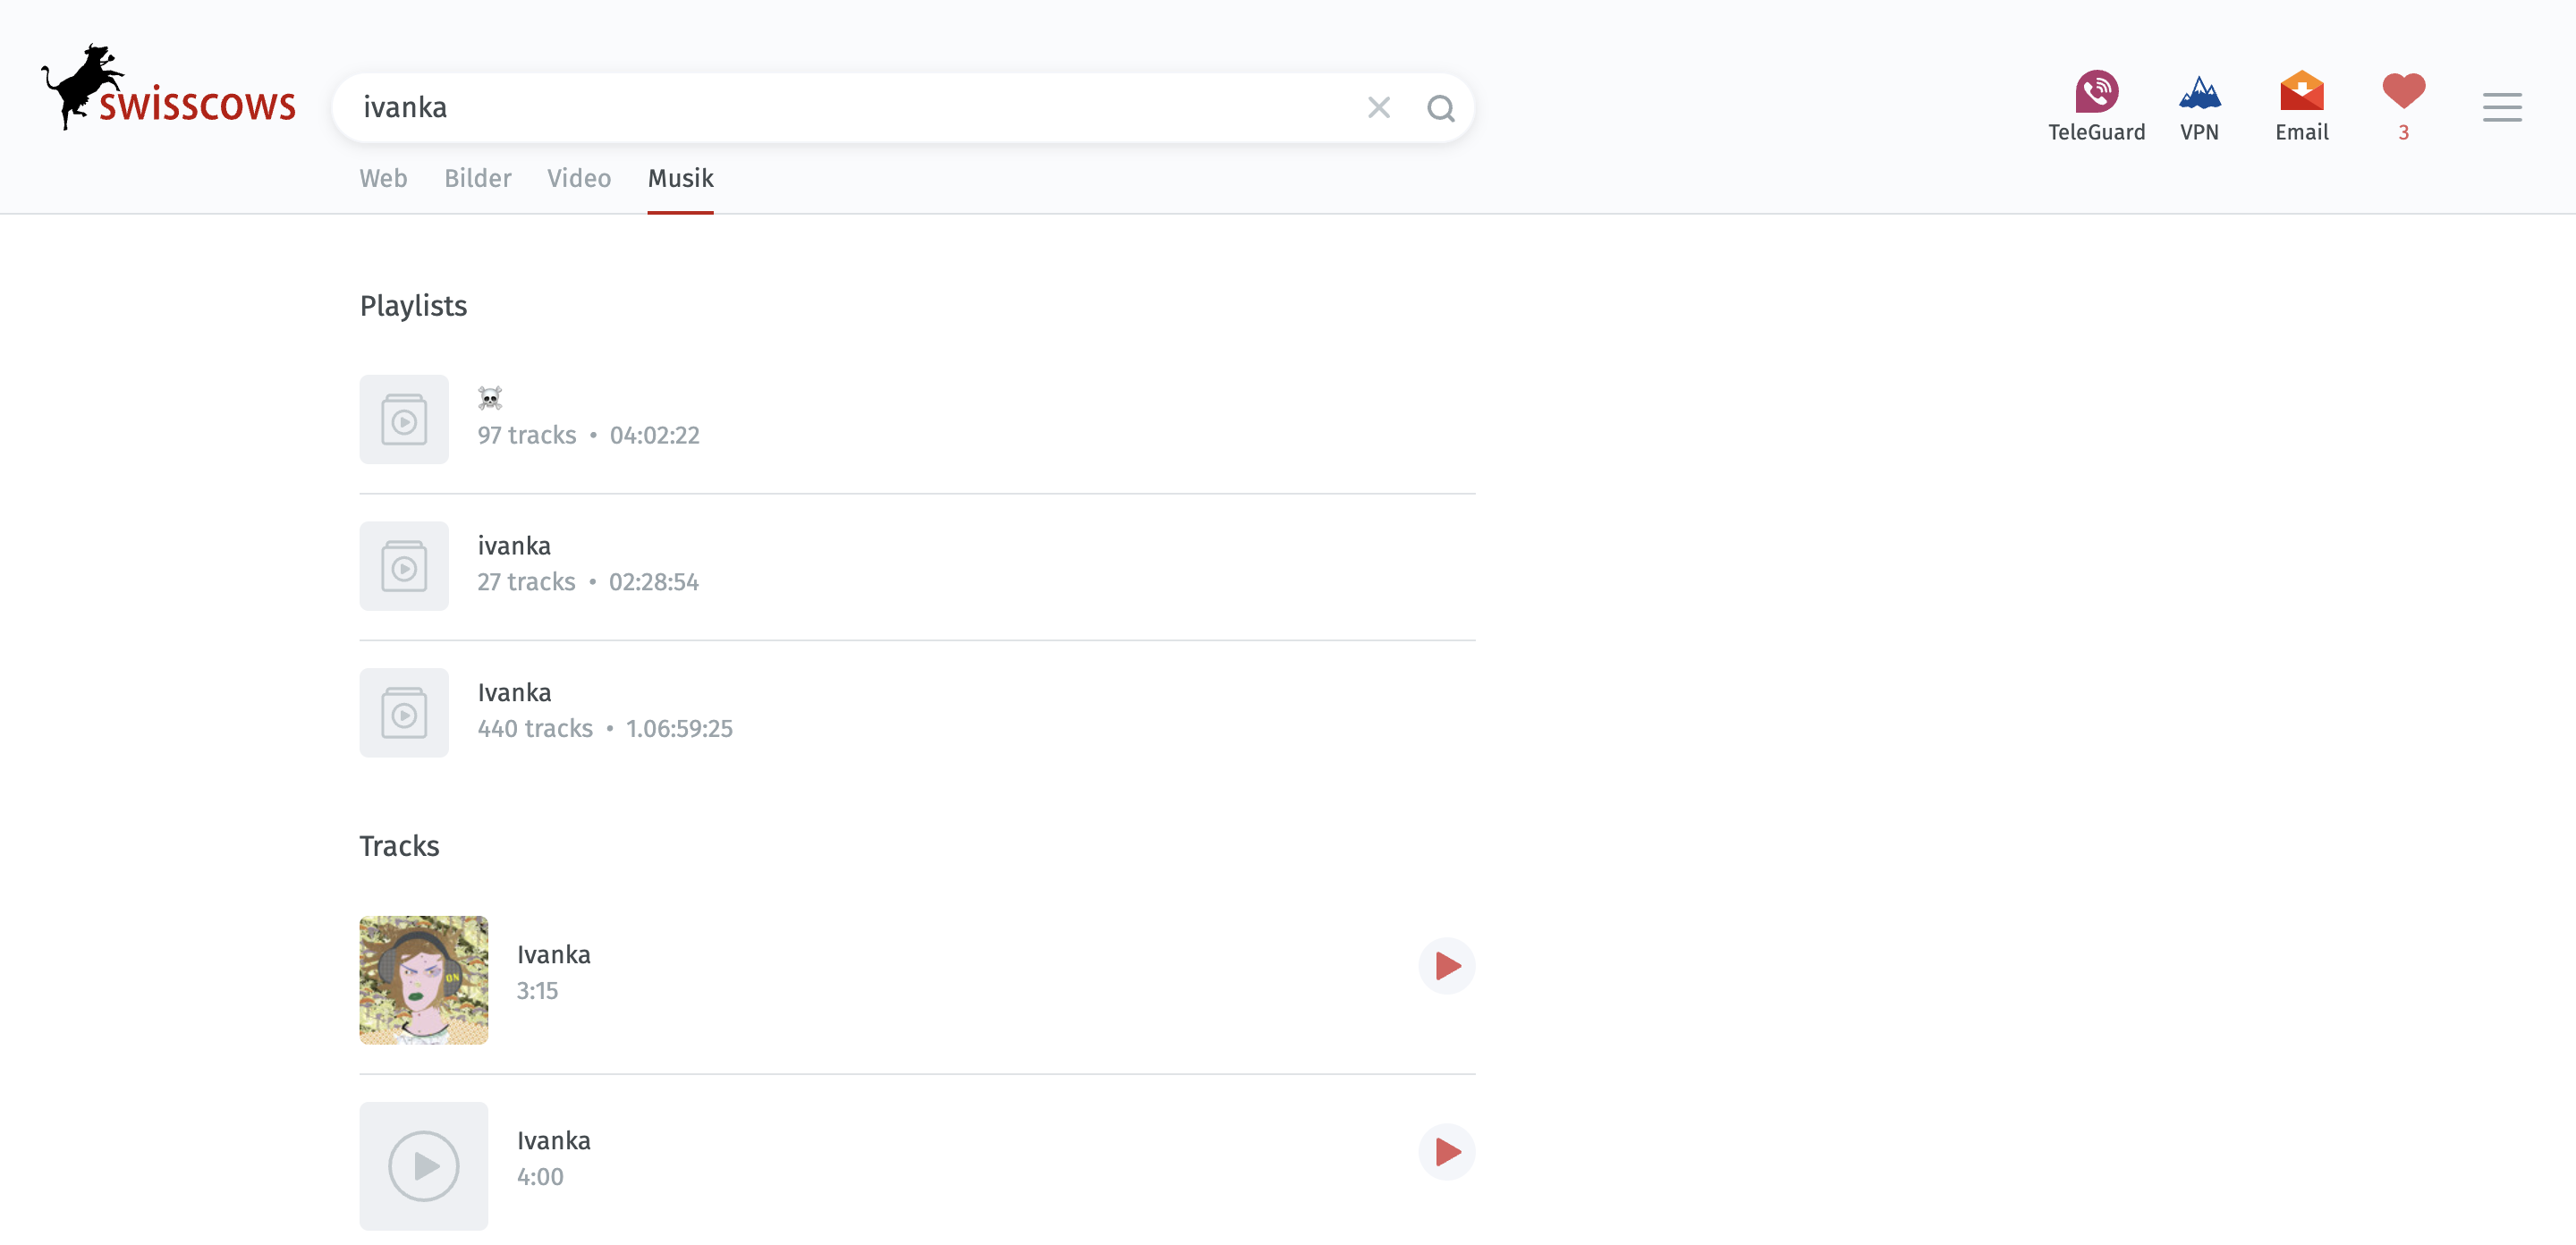 swisscows
ivanka
TeleGuard
VPN
Email
3
Web
Bilder
Video
Musik
Playlists
☠️
97 tracks • 04:02:22
ivanka
27 tracks • 02:28:54
Ivanka
440 tracks • 1.06:59:25
Tracks
ON
Ivanka
3:15
Ivanka
4:00